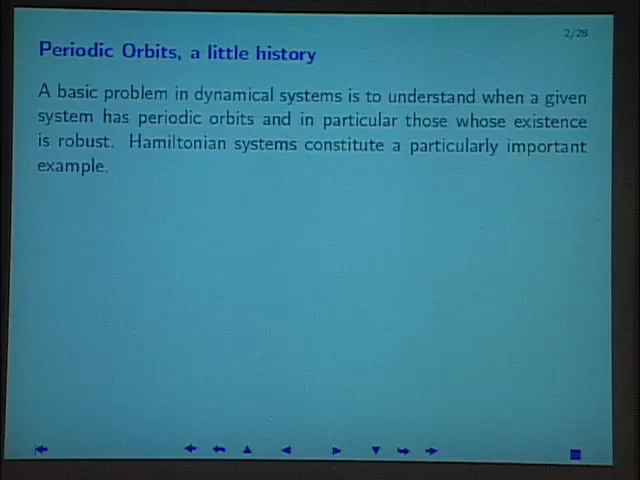 2/28
Periodic Orbits, a little history
A basic problem in dynamical systems is to understand when a given
system has periodic orbits and in particular those whose existence
is robust. Hamiltonian systems constitute a particularly important
example.